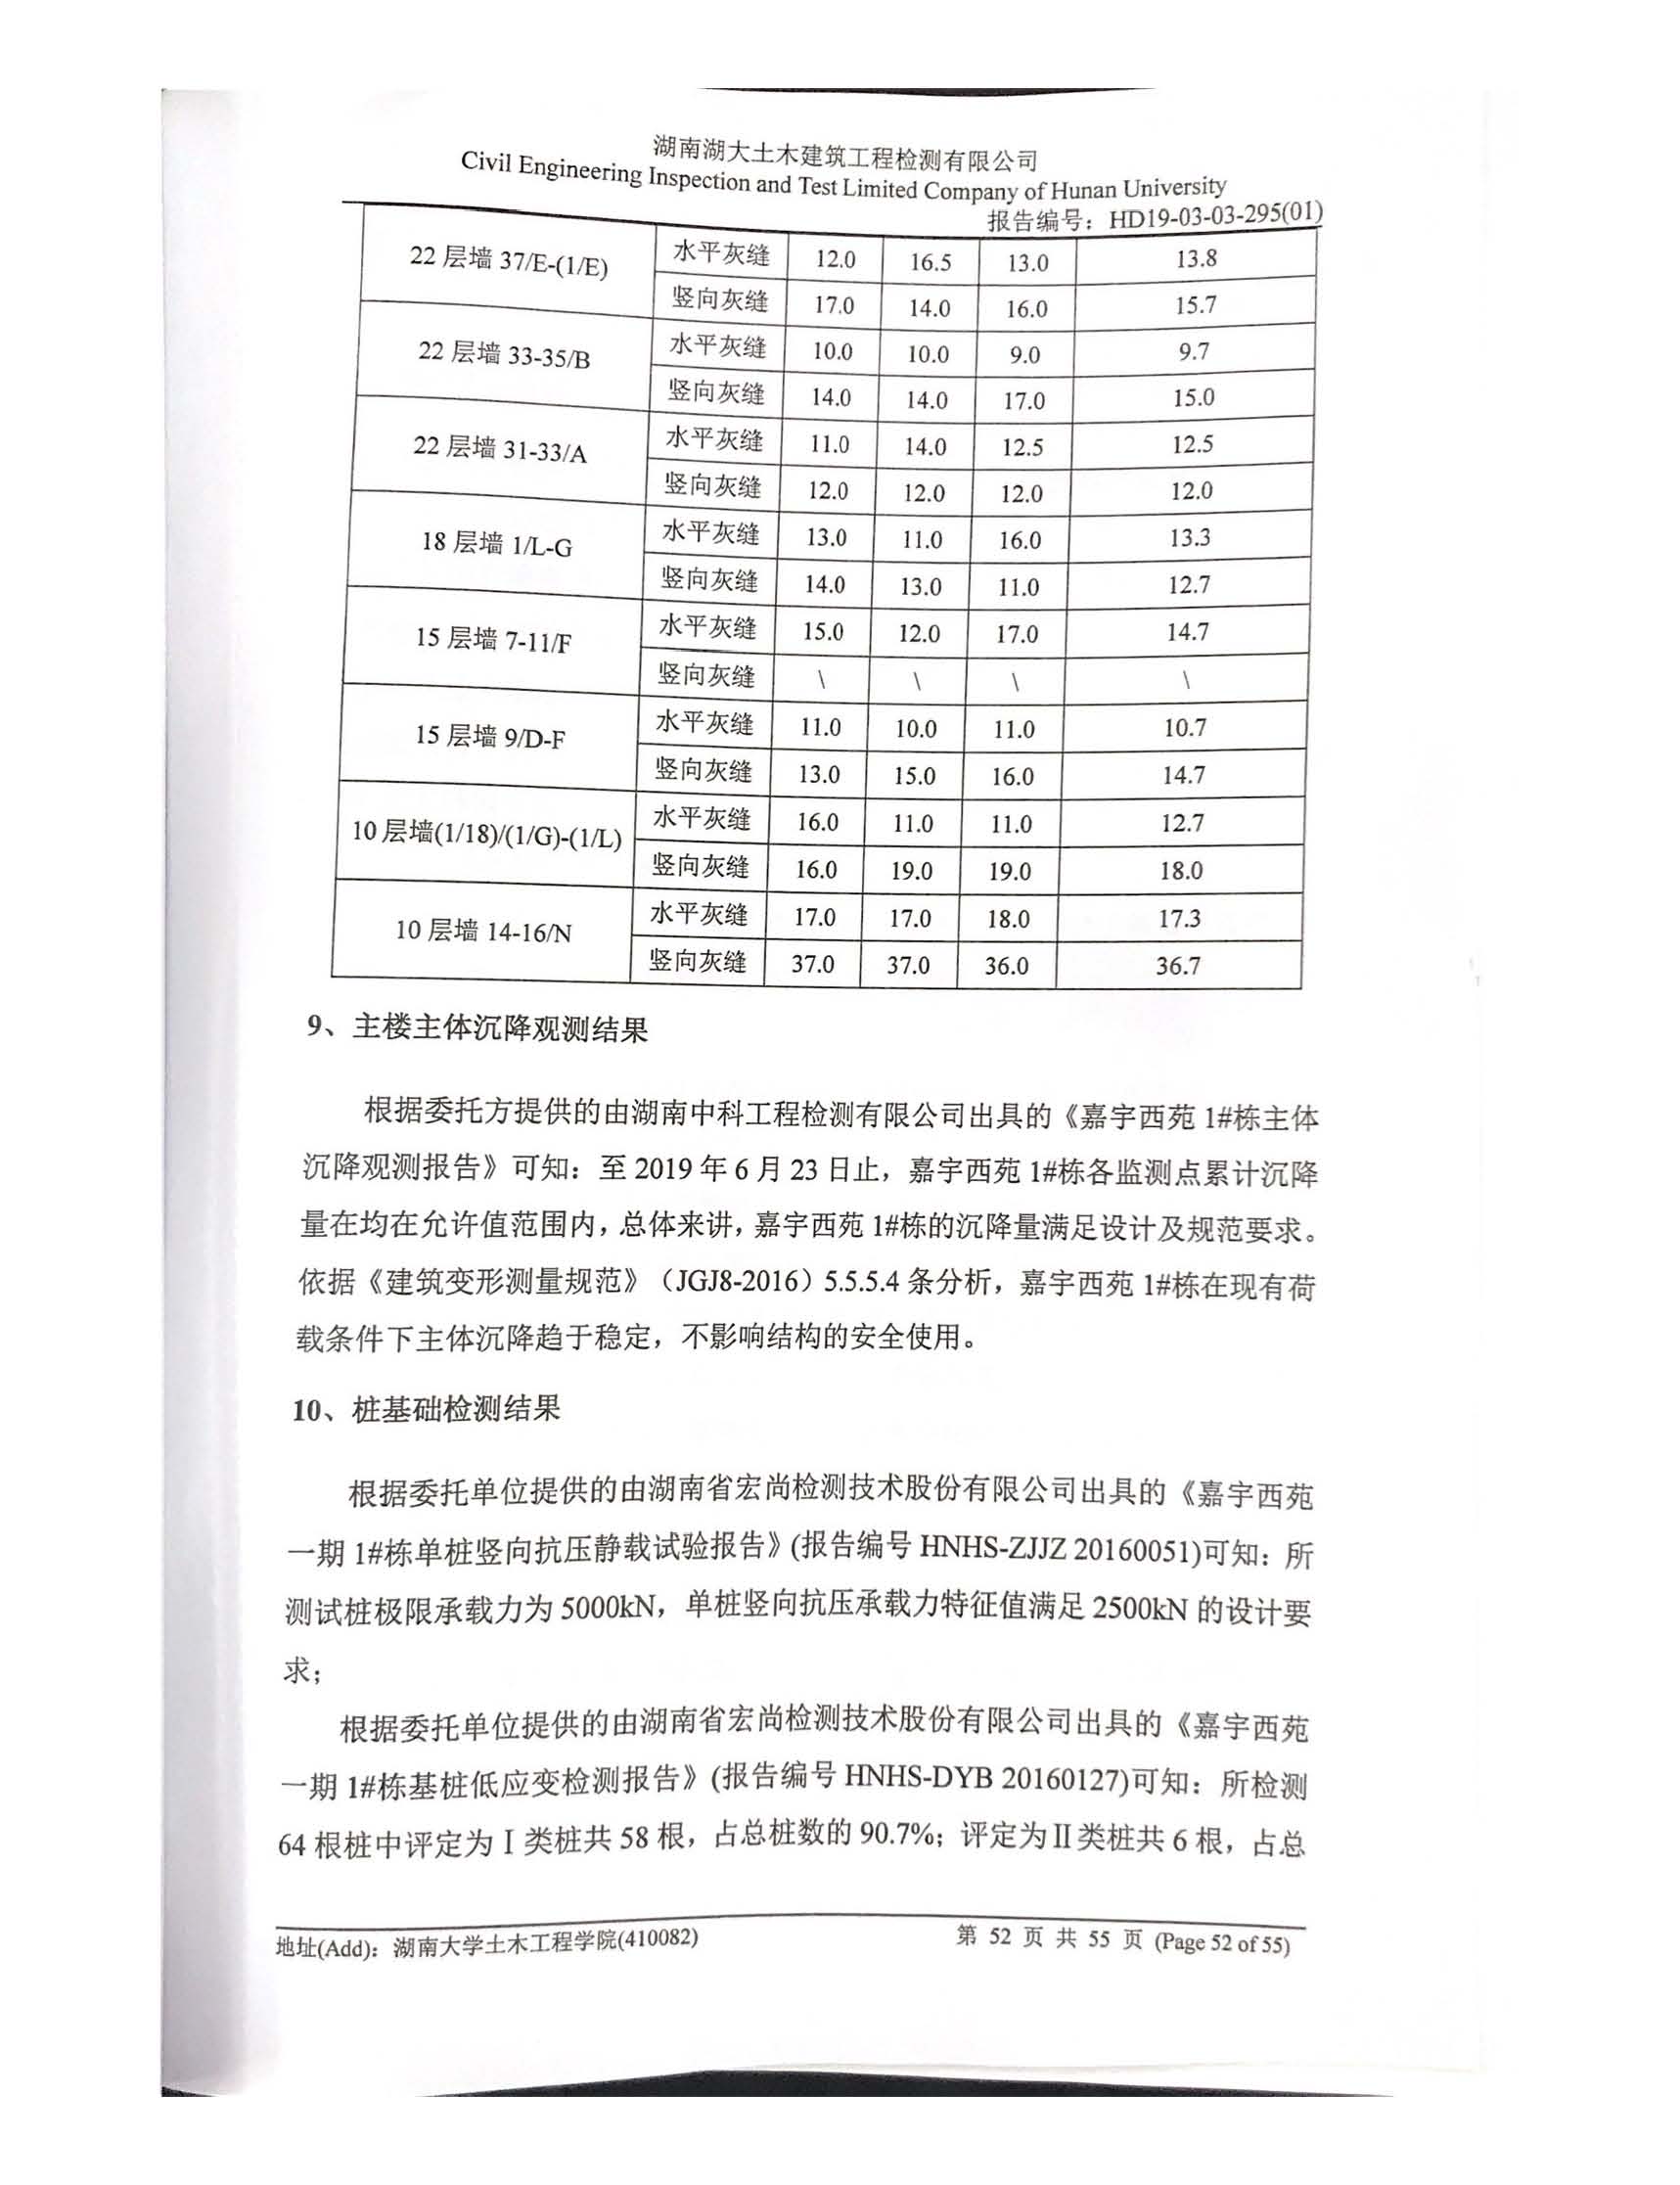 湖南湖大土木建筑工程检测有限公司
Civil Engineering Inspection and Test Limited Company of Hunan University
报告编号：HD19-03-03-295(01)
22 层墙 37/E-(1/E) 水平灰缝 12.0 16.5 13.0 13.8
竖向灰缝 17.0 14.0 16.0 15.7
22 层墙 33-35/B 水平灰缝 10.0 10.0 9.0 9.7
竖向灰缝 14.0 14.0 17.0 15.0
22 层墙 31-33/A 水平灰缝 11.0 14.0 12.5 12.5
竖向灰缝 12.0 12.0 12.0 12.0
18 层墙 1/L-G 水平灰缝 13.0 11.0 16.0 13.3
竖向灰缝 14.0 13.0 11.0 12.7
15 层墙 7-11/F 水平灰缝 15.0 12.0 17.0 14.7
竖向灰缝 \ \ \ \
15 层墙 9/D-F 水平灰缝 11.0 10.0 11.0 10.7
竖向灰缝 13.0 15.0 16.0 14.7
10 层墙(1/18)/(1/G)-(1/L) 水平灰缝 16.0 11.0 11.0 12.7
竖向灰缝 16.0 19.0 19.0 18.0
10 层墙 14-16/N 水平灰缝 17.0 17.0 18.0 17.3
竖向灰缝 37.0 37.0 36.0 36.7
9、主楼主体沉降观测结果
根据委托方提供的由湖南中科工程检测有限公司出具的《嘉宇西苑 1#栋主体
沉降观测报告》可知：至 2019 年 6 月 23 日止，嘉宇西苑 1#栋各监测点累计沉降
量在均在允许值范围内，总体来讲，嘉宇西苑 1#栋的沉降量满足设计及规范要求。
依据《建筑变形测量规范》（JGJ8-2016）5.5.5.4 条分析，嘉宇西苑 1#栋在现有荷
载条件下主体沉降趋于稳定，不影响结构的安全使用。
10、桩基础检测结果
根据委托单位提供的由湖南省宏尚检测技术股份有限公司出具的《嘉宇西苑
一期 1#栋单桩竖向抗压静载试验报告》(报告编号 HNHS-ZJJZ 20160051)可知：所
测试桩极限承载力为 5000kN，单桩竖向抗压承载力特征值满足 2500kN 的设计要
求；
根据委托单位提供的由湖南省宏尚检测技术股份有限公司出具的《嘉宇西苑
一期 1#栋基桩低应变检测报告》(报告编号 HNHS-DYB 20160127)可知：所检测
64 根桩中评定为Ⅰ类桩共 58 根，占总桩数的 90.7%；评定为Ⅱ类桩共 6 根，占总
地址(Add)：湖南大学土木工程学院(410082) 第 52 页 共 55 页 (Page 52 of 55)